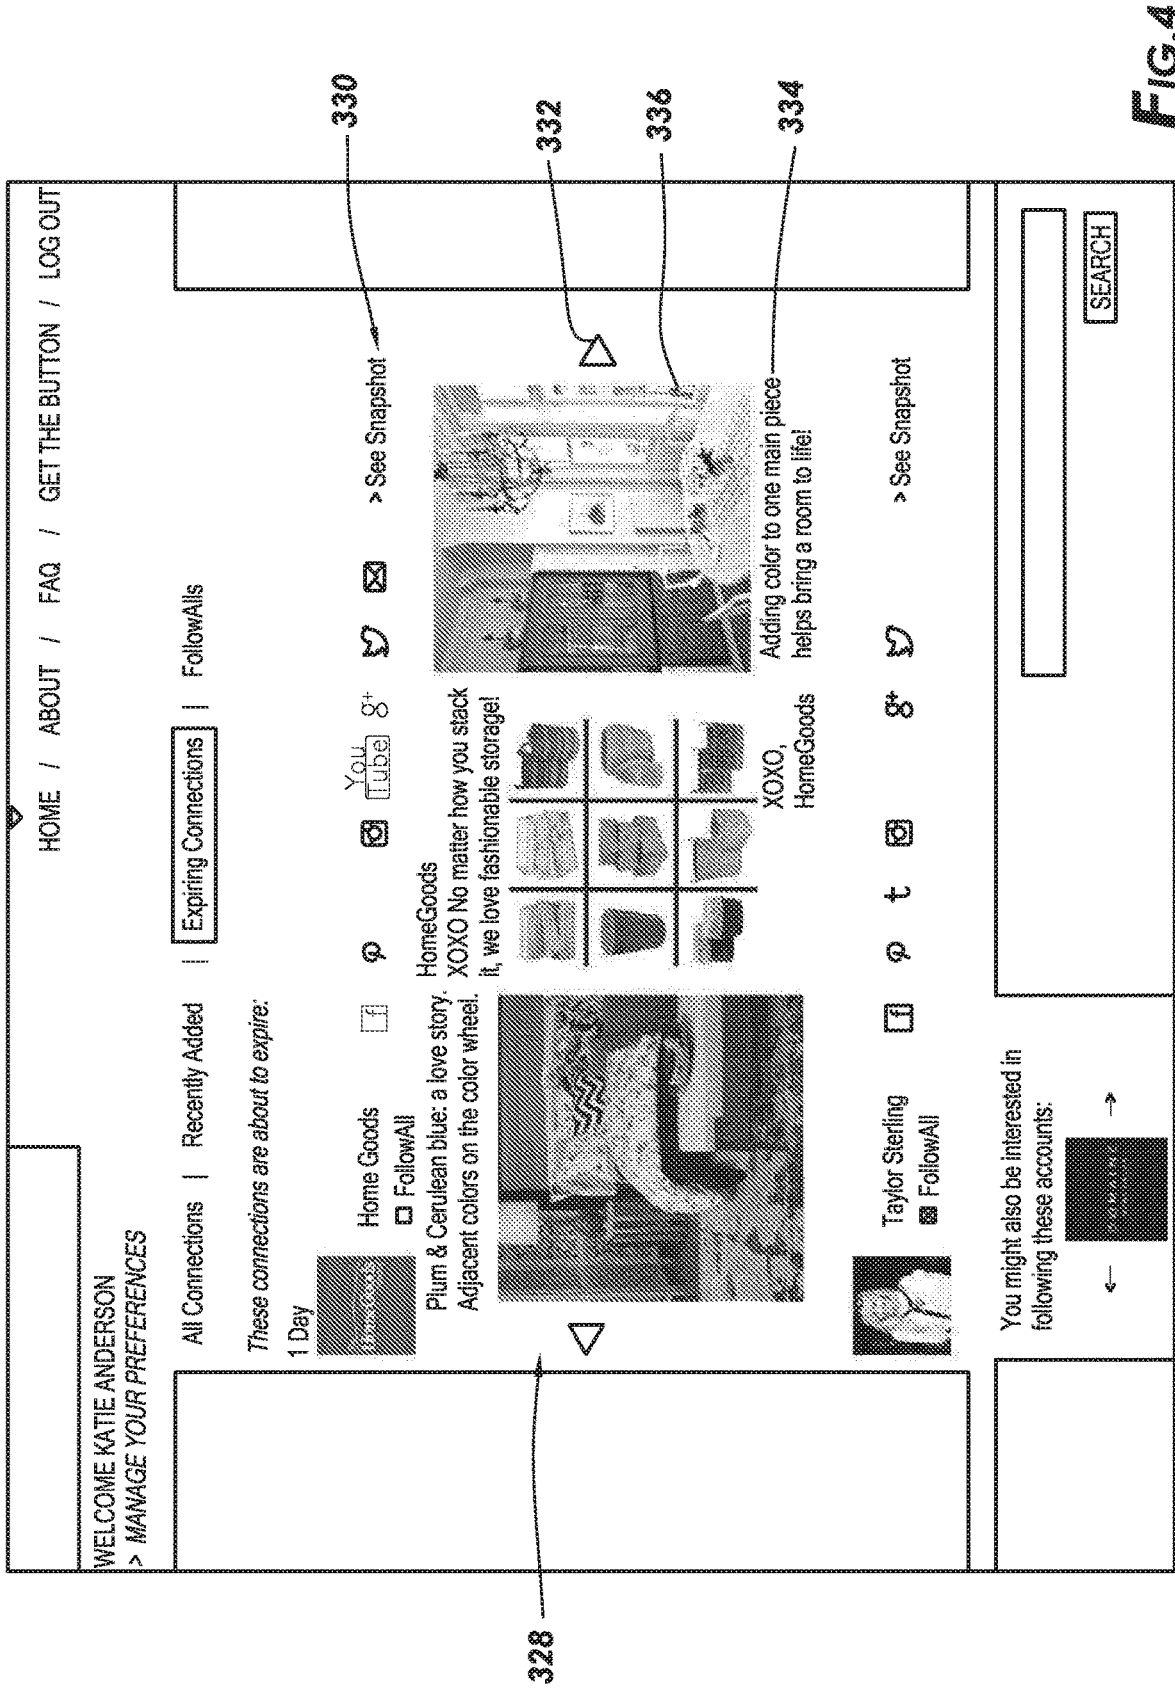 HOME / ABOUT / FAQ / GET THE BUTTON / LOG OUT
WELCOME KATIE ANDERSON
> MANAGE YOUR PREFERENCES
All Connections | Recently Added | Expiring Connections | FollowAlls
These connections are about to expire:
1 Day
Home Goods
FollowAll
f
You
Tube
g+
> See Snapshot
330
Plum & Cerulean blue: a love story.
Adjacent colors on the color wheel.
HomeGoods
XOXO No matter how you stack
it, we love fashionable storage!
XOXO,
HomeGoods
Adding color to one main piece
helps bring a room to life!
328
332
336
334
Taylor Sterling
FollowAll
f
t
g+
> See Snapshot
You might also be interested in
following these accounts:
SEARCH
FIG.4